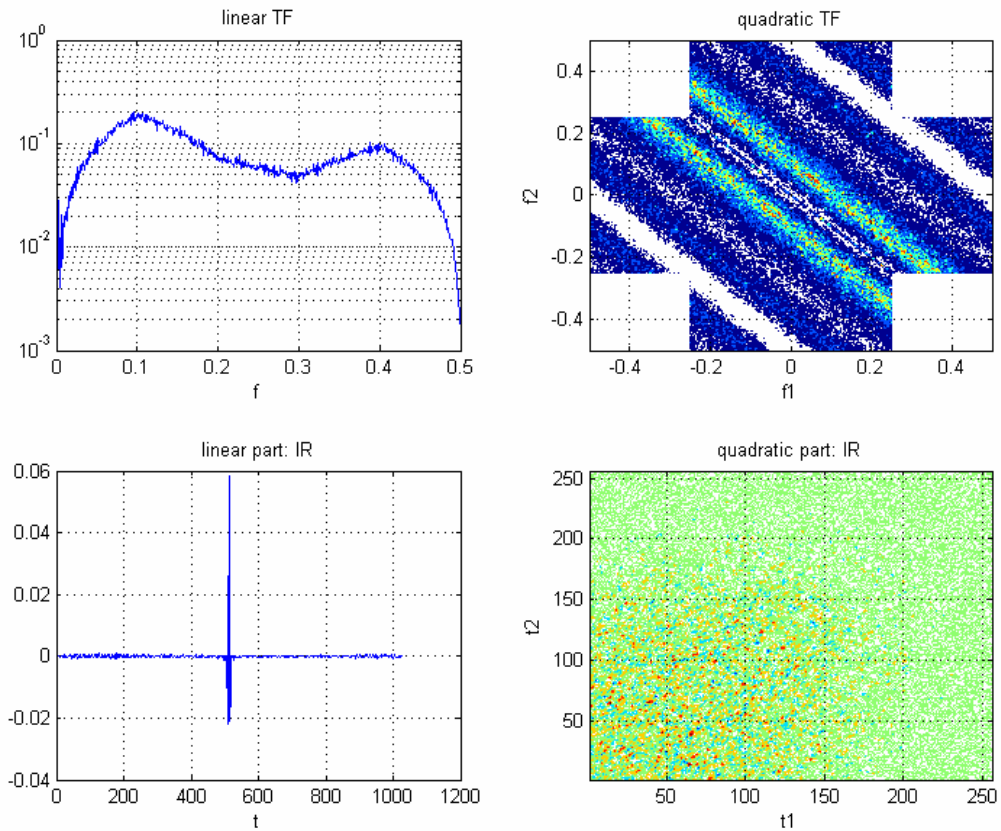 linear TF
10^0
10^-1
10^-2
10^-3
0 0.1 0.2 0.3 0.4 0.5
f
quadratic TF
0.4
0.2
0
-0.2
-0.4
f2
-0.4 -0.2 0 0.2 0.4
f1
linear part: IR
0.06
0.04
0.02
0
-0.02
-0.04
0 200 400 600 800 1000 1200
t
quadratic part: IR
250
200
150
100
50
t2
50 100 150 200 250
t1